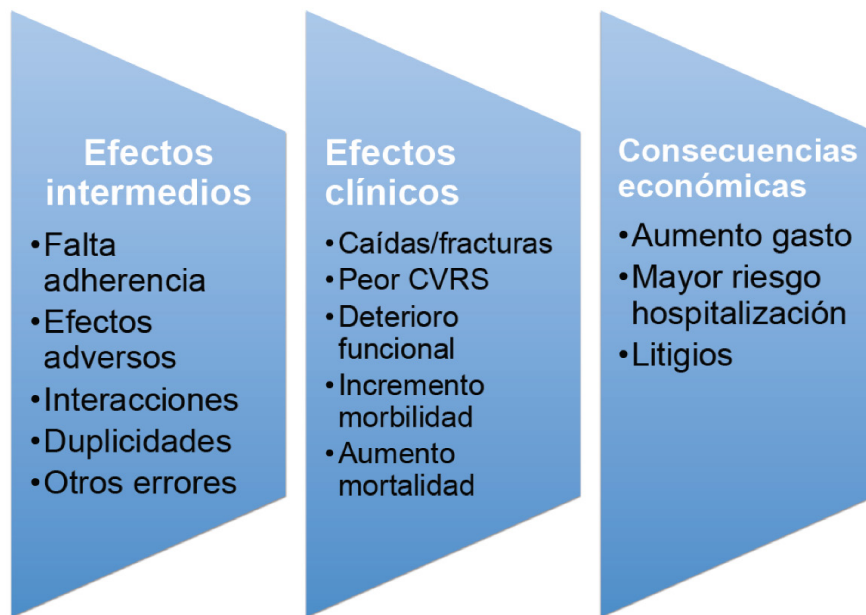 Efectos
intermedios
•Falta
adherencia
•Efectos
adversos
•Interacciones
•Duplicidades
•Otros errores
Efectos
clínicos
•Caídas/fracturas
•Peor CVRS
•Deterioro
funcional
•Incremento
morbilidad
•Aumento
mortalidad
Consecuencias
económicas
•Aumento gasto
•Mayor riesgo
hospitalización
•Litigios